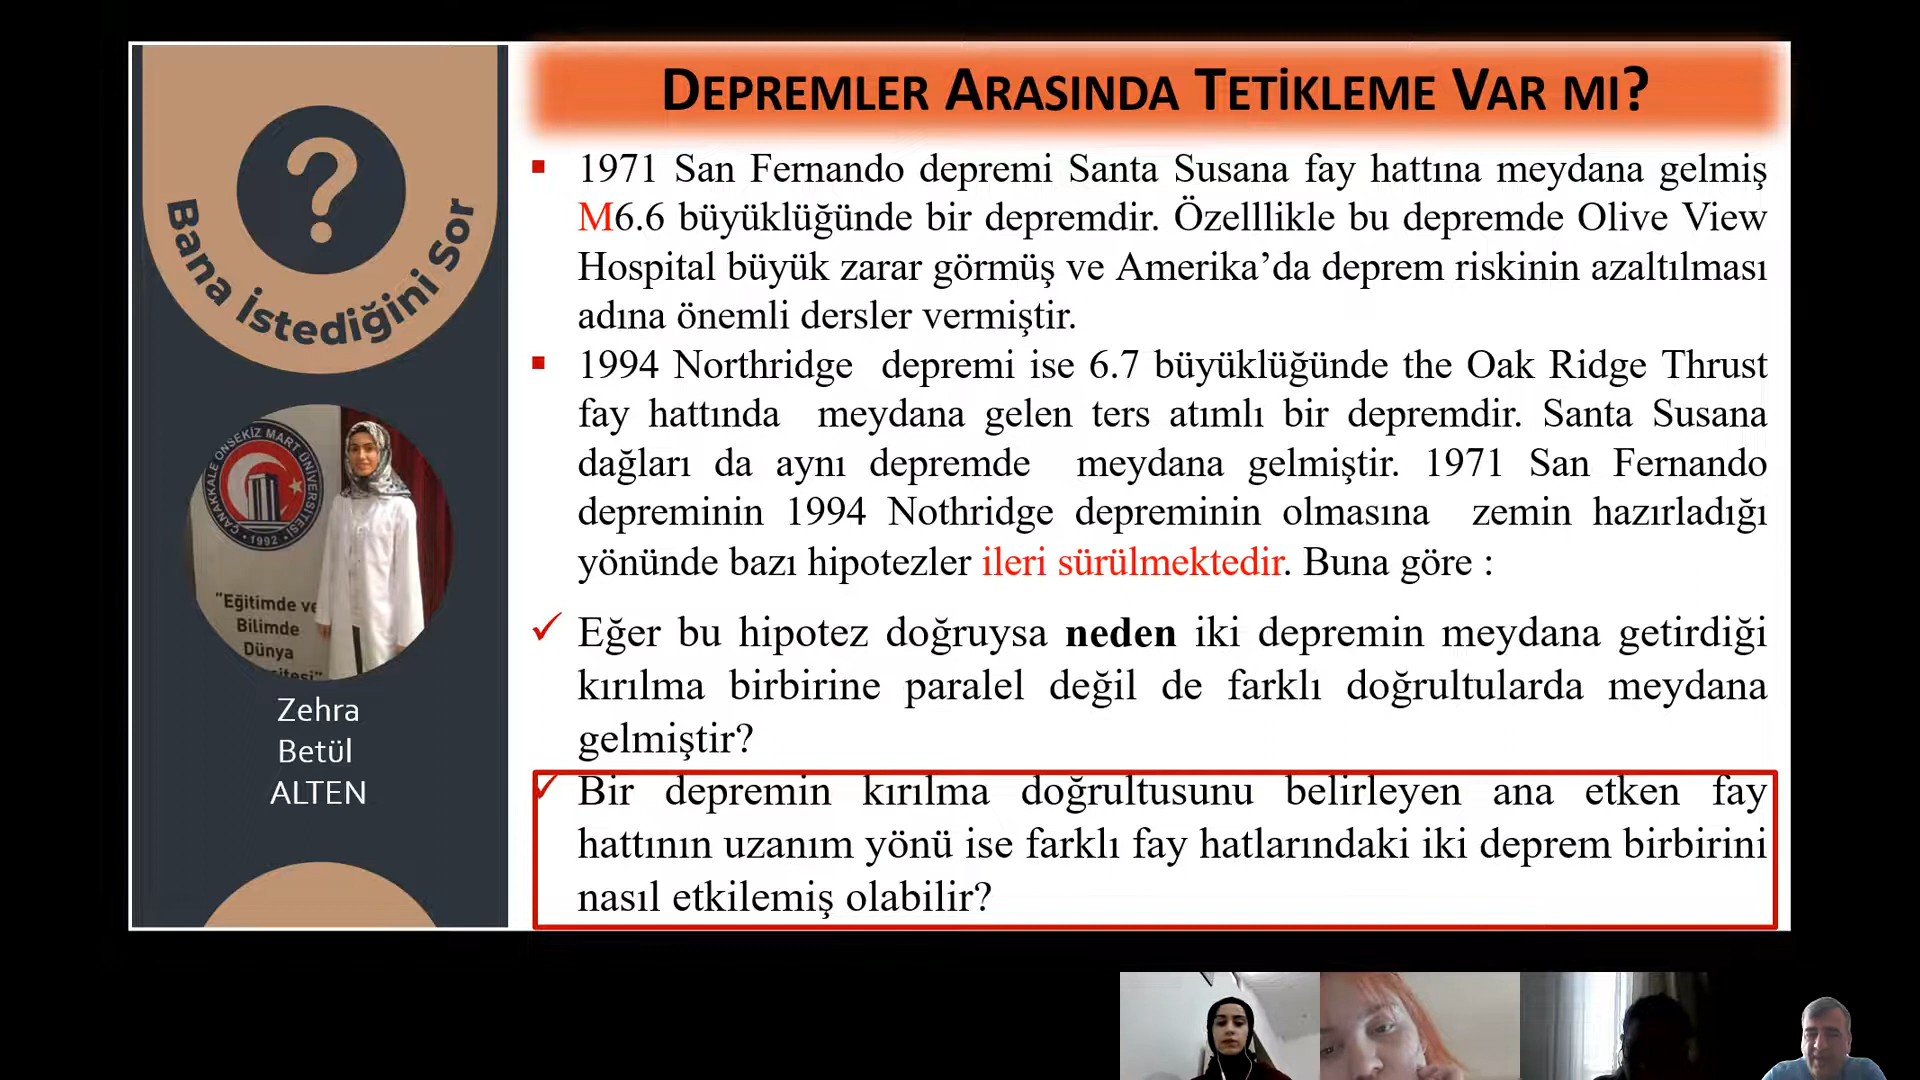 DEPREMLER ARASINDA TETİKLEME VAR MI?
?
Bana İstediğini Sor
1971 San Fernando depremi Santa Susana fay hattına meydana gelmiş
M6.6 büyüklüğünde bir depremdir. Özelllikle bu depremde Olive View
Hospital büyük zarar görmüş ve Amerika’da deprem riskinin azaltılması
adına önemli dersler vermiştir.
1994 Northridge depremi ise 6.7 büyüklüğünde the Oak Ridge Thrust
fay hattında meydana gelen ters atımlı bir depremdir. Santa Susana
dağları da aynı depremde meydana gelmiştir. 1971 San Fernando
depreminin 1994 Nothridge depreminin olmasına zemin hazırladığı
yönünde bazı hipotezler ileri sürülmektedir. Buna göre :
Eğer bu hipotez doğruysa neden iki depremin meydana getirdiği
kırılma birbirine paralel değil de farklı doğrultularda meydana
gelmiştir?
Bir depremin kırılma doğrultusunu belirleyen ana etken fay
hattının uzanım yönü ise farklı fay hatlarındaki iki deprem birbirini
nasıl etkilemiş olabilir?
ÇANAKKALE ONSEKİZ MART ÜNİVERSİTESİ
• 1992 •
"Eğitimde ve
Bilimde
Dünya
Zehra
Betül
ALTEN